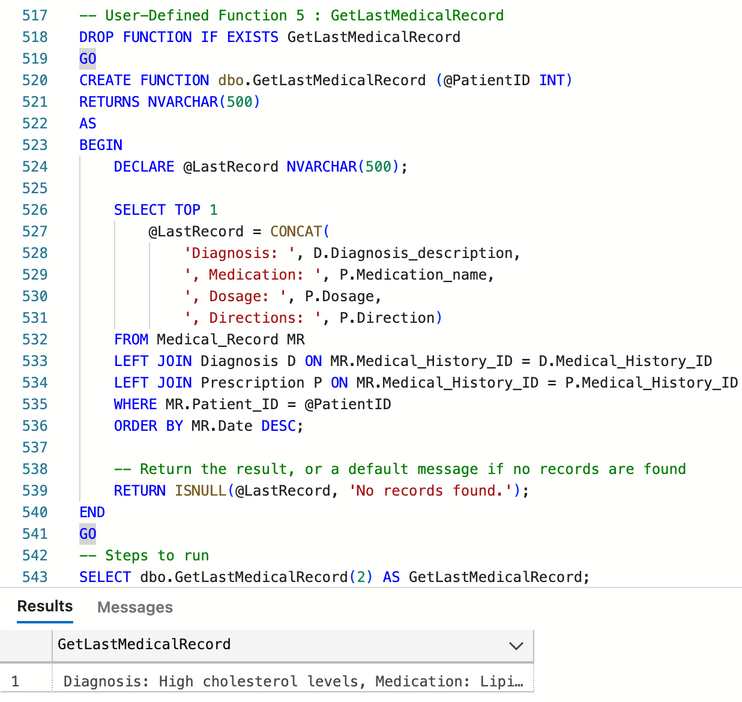 517 -- User-Defined Function 5 : GetLastMedicalRecord
518 DROP FUNCTION IF EXISTS GetLastMedicalRecord
519 GO
520 CREATE FUNCTION dbo.GetLastMedicalRecord (@PatientID INT)
521 RETURNS NVARCHAR(500)
522 AS
523 BEGIN
524 DECLARE @LastRecord NVARCHAR(500);
525
526 SELECT TOP 1
527 @LastRecord = CONCAT(
528 'Diagnosis: ', D.Diagnosis_description,
529 ', Medication: ', P.Medication_name,
530 ', Dosage: ', P.Dosage,
531 ', Directions: ', P.Direction)
532 FROM Medical_Record MR
533 LEFT JOIN Diagnosis D ON MR.Medical_History_ID = D.Medical_History_ID
534 LEFT JOIN Prescription P ON MR.Medical_History_ID = P.Medical_History_ID
535 WHERE MR.Patient_ID = @PatientID
536 ORDER BY MR.Date DESC;
537
538 -- Return the result, or a default message if no records are found
539 RETURN ISNULL(@LastRecord, 'No records found.');
540 END
541 GO
542 -- Steps to run
543 SELECT dbo.GetLastMedicalRecord(2) AS GetLastMedicalRecord;
Results Messages
GetLastMedicalRecord
1 Diagnosis: High cholesterol levels, Medication: Lipi…